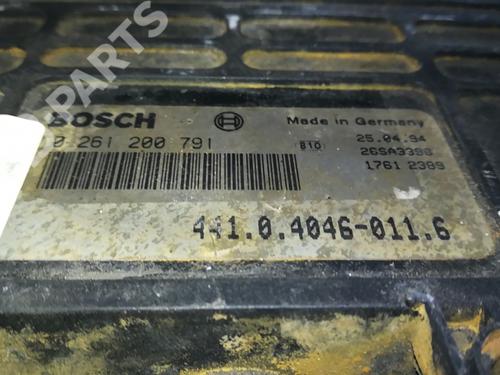 PARTS
BOSCH
Made in Germany
0 261 200 791
810
25.04.94
26SA3398
1761 2389
441.0.4046-011.6